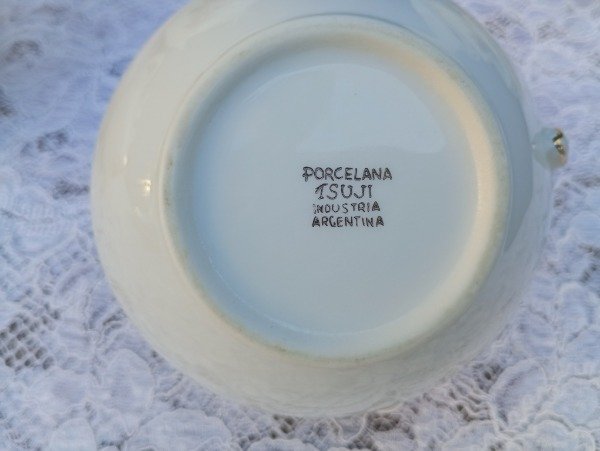 PORCELANA
TSUJI
INDUSTRIA
ARGENTINA